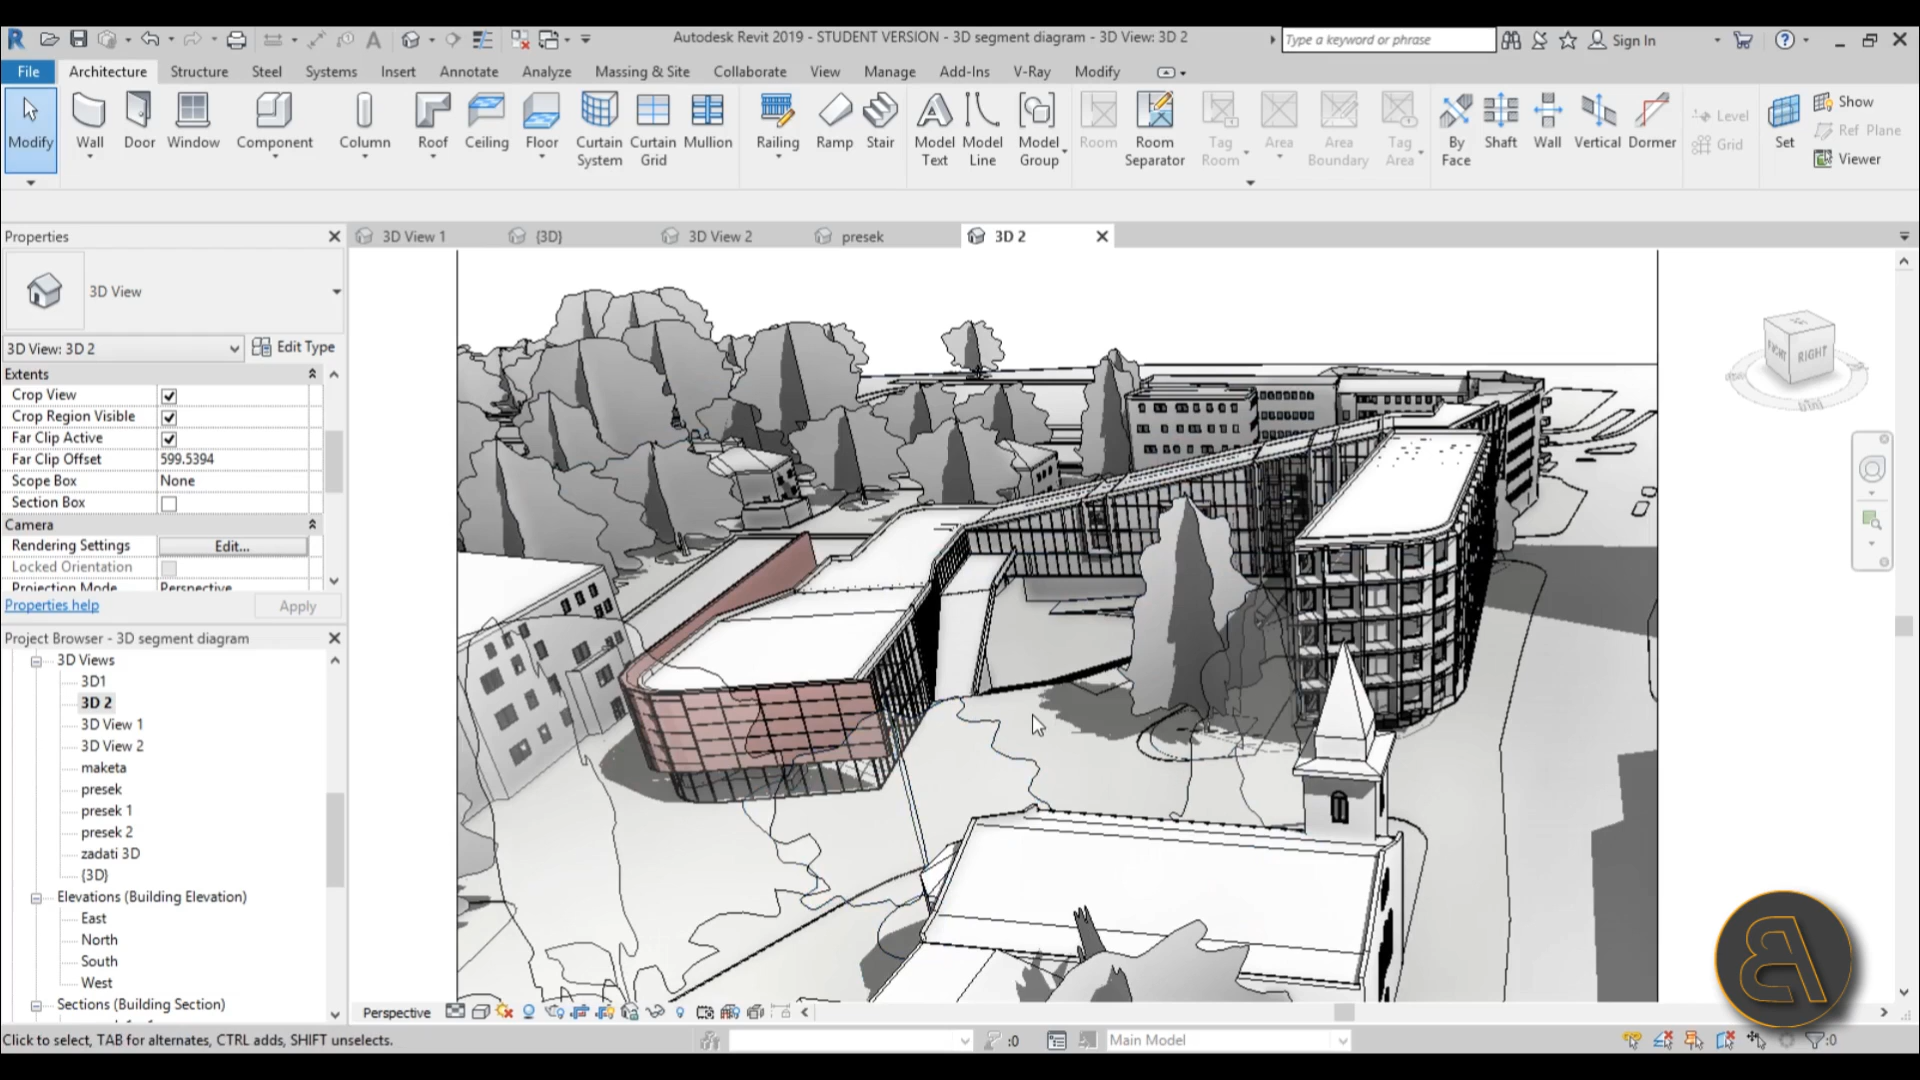 Autodesk Revit 2019 - STUDENT VERSION - 3D segment diagram - 3D View: 3D 2
Type a keyword or phrase
Sign In
File Architecture Structure Steel Systems Insert Annotate Analyze Massing & Site Collaborate View Manage Add-Ins V-Ray Modify
Modify Wall Door Window Component Column Roof Ceiling Floor Curtain System Curtain Grid Mullion Railing Ramp Stair Model Text Model Line Model Group Room Room Separator Tag Room Area Area Boundary Tag Area By Face Shaft Wall Vertical Dormer Level Grid Set Show Ref Plane Viewer
Properties
3D View 1 {3D} 3D View 2 presek 3D 2
3D View
3D View: 3D 2 Edit Type
Extents
Crop View
Crop Region Visible
Far Clip Active
Far Clip Offset 599.5394
Scope Box None
Section Box
Camera
Rendering Settings Edit...
Locked Orientation
Projection Mode Perspective
Properties help Apply
RIGHT
Project Browser - 3D segment diagram
3D Views
3D1
3D 2
3D View 1
3D View 2
maketa
presek
presek 1
presek 2
zadati 3D
{3D}
Elevations (Building Elevation)
East
North
South
West
Sections (Building Section)
Perspective
Click to select, TAB for alternates, CTRL adds, SHIFT unselects.
:0
Main Model
:0